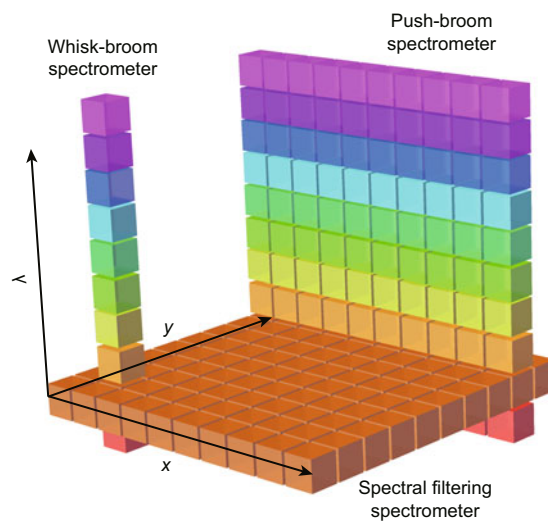 Push-broom
spectrometer
Whisk-broom
spectrometer
λ
y
x
Spectral filtering
spectrometer